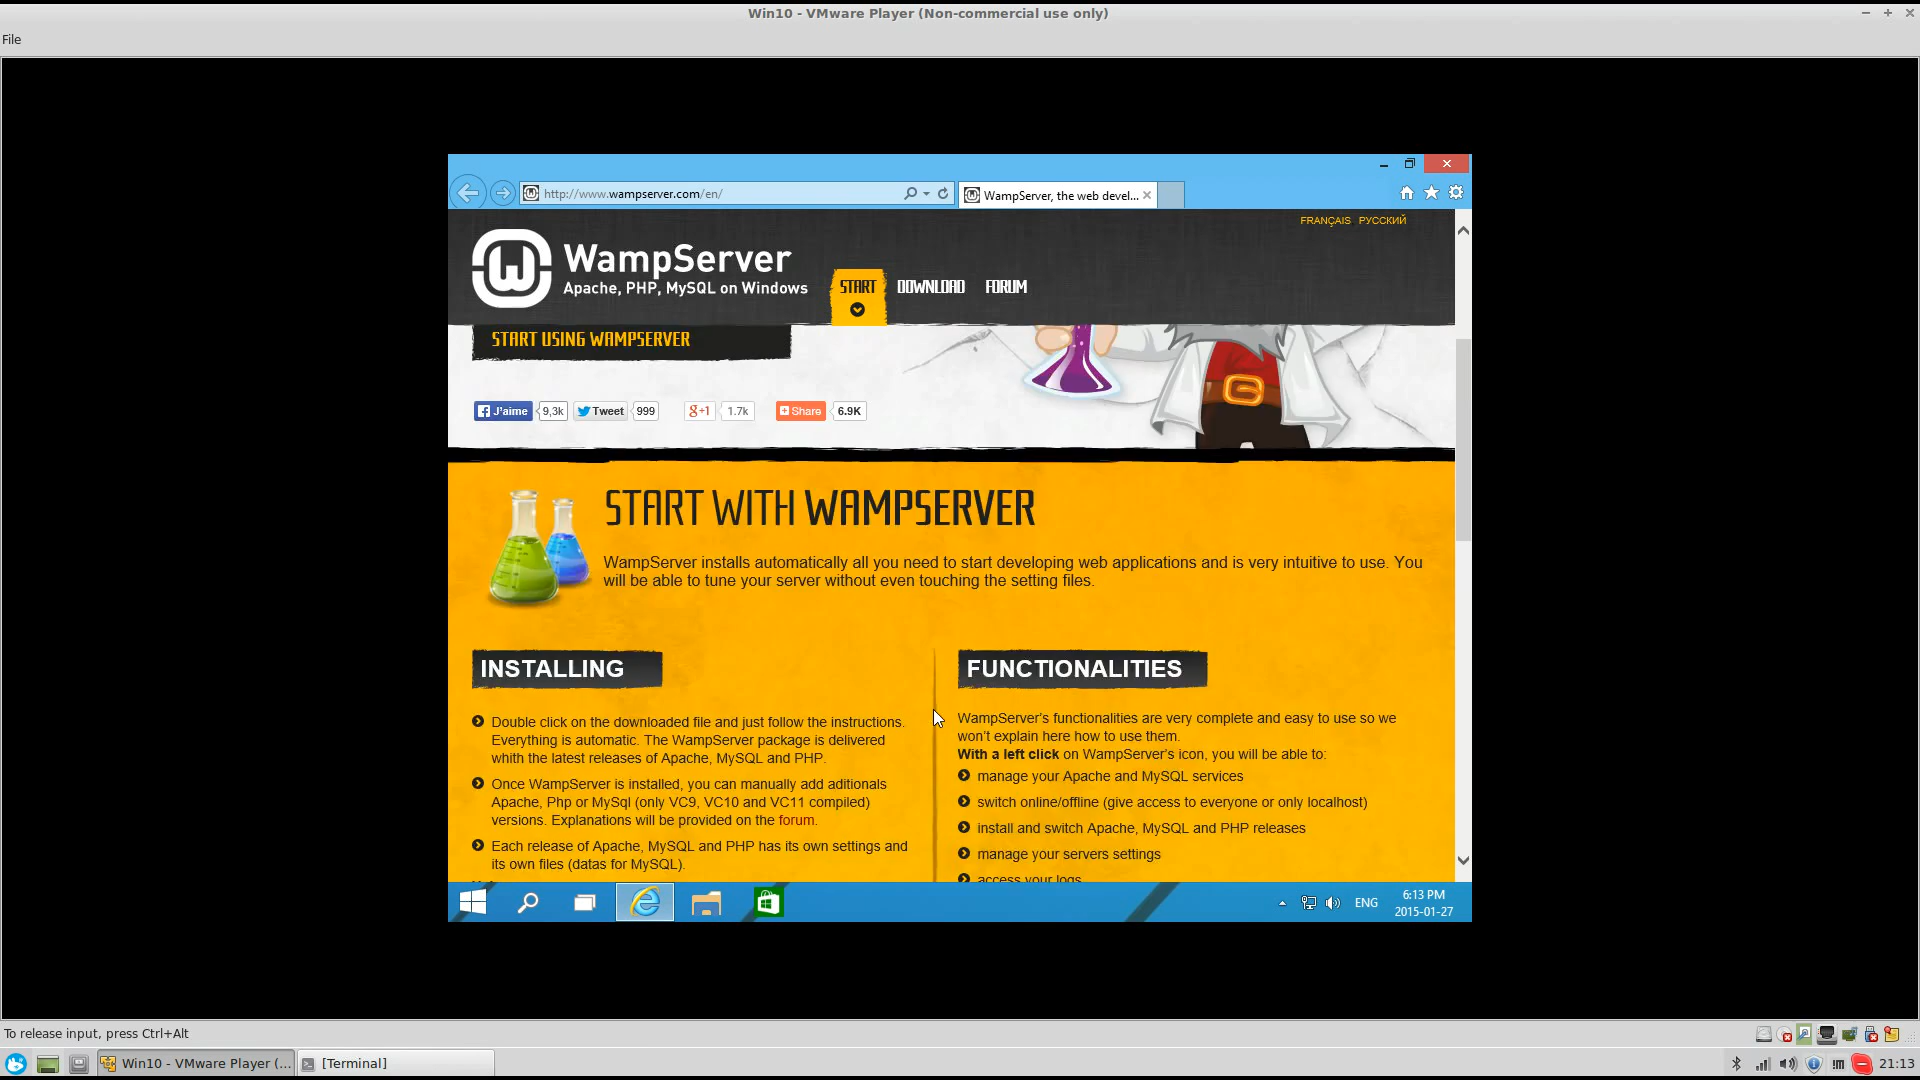 Win10 - VMware Player (Non-commercial use only)
File
http://www.wampserver.com/en/
WampServer, the web devel...
FRANÇAIS РУССКИЙ
WampServer
Apache, PHP, MySQL on Windows
START DOWNLOAD FORUM
START USING WAMPSERVER
J'aime 9,3k Tweet 999 g+1 1.7k Share 6.9K
START WITH WAMPSERVER
WampServer installs automatically all you need to start developing web applications and is very intuitive to use. You
will be able to tune your server without even touching the setting files.
INSTALLING
Double click on the downloaded file and just follow the instructions.
Everything is automatic. The WampServer package is delivered
whith the latest releases of Apache, MySQL and PHP.
Once WampServer is installed, you can manually add aditionals
Apache, Php or MySql (only VC9, VC10 and VC11 compiled)
versions. Explanations will be provided on the forum.
Each release of Apache, MySQL and PHP has its own settings and
its own files (datas for MySQL).
FUNCTIONALITIES
WampServer's functionalities are very complete and easy to use so we
won't explain here how to use them.
With a left click on WampServer's icon, you will be able to:
manage your Apache and MySQL services
switch online/offline (give access to everyone or only localhost)
install and switch Apache, MySQL and PHP releases
manage your servers settings
access your logs
ENG
6:13 PM
2015-01-27
To release input, press Ctrl+Alt
Win10 - VMware Player (...
[Terminal]
21:13